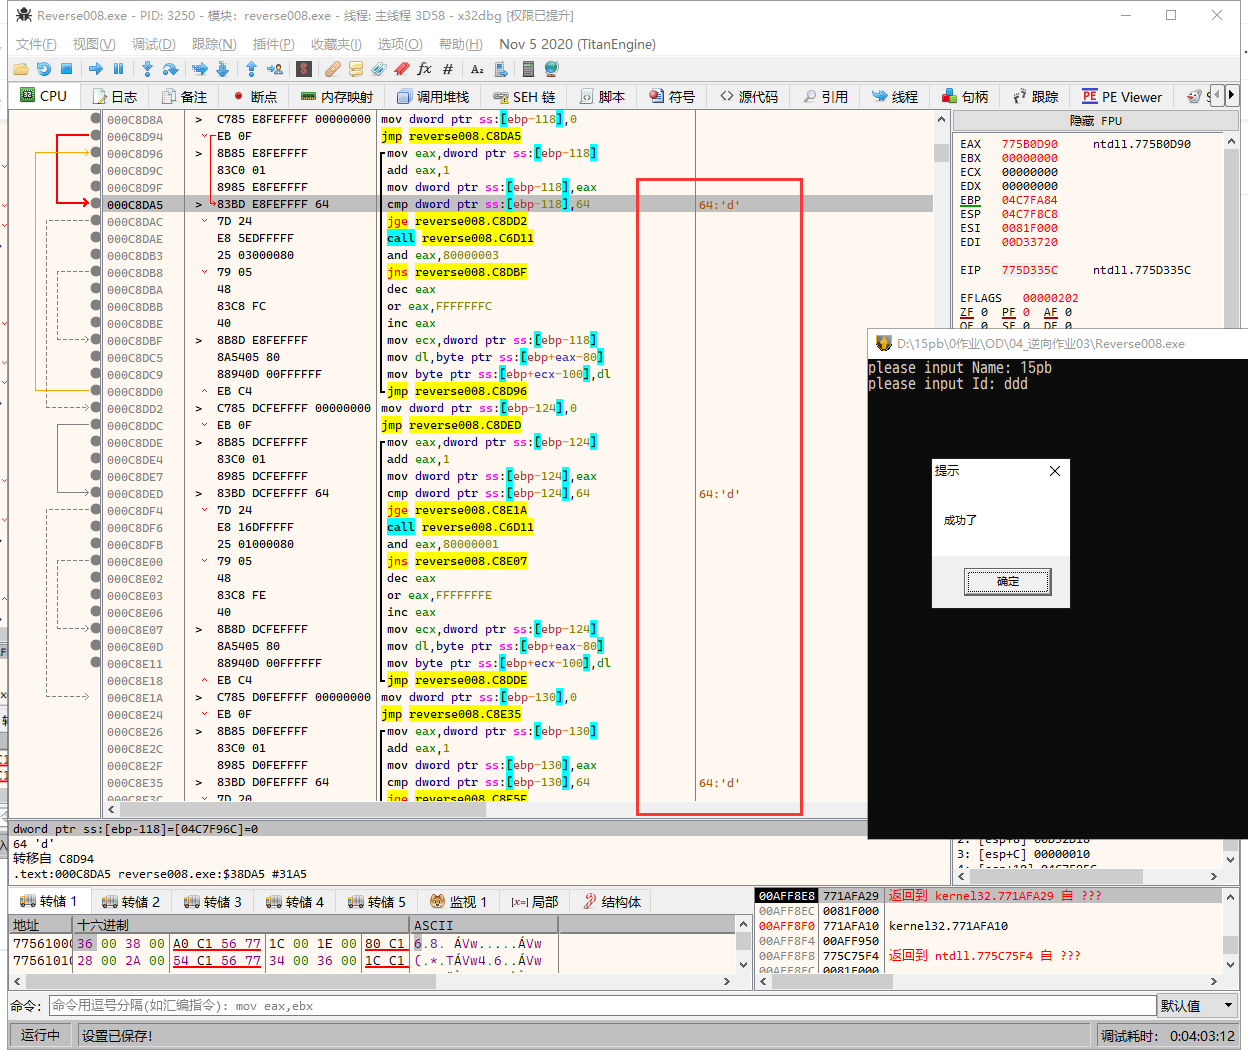 Reverse008.exe - PID: 3250 - 模块: reverse008.exe - 线程: 主线程 3D58 - x32dbg [权限已提升]
文件(F) 视图(V) 调试(D) 跟踪(N) 插件(P) 收藏夹(I) 选项(O) 帮助(H) Nov 5 2020 (TitanEngine)
CPU 日志 备注 断点 内存映射 调用堆栈 SEH 链 脚本 符号 源代码 引用 线程 句柄 跟踪 PE Viewer
000C8D8A > C785 E8FEFFFF 00000000 mov dword ptr ss:[ebp-118],0
000C8D94 EB 0F jmp reverse008.C8DA5
000C8D96 > 8B85 E8FEFFFF mov eax,dword ptr ss:[ebp-118]
000C8D9C 83C0 01 add eax,1
000C8D9F 8985 E8FEFFFF mov dword ptr ss:[ebp-118],eax
000C8DA5 > 83BD E8FEFFFF 64 cmp dword ptr ss:[ebp-118],64 64:'d'
000C8DAC 7D 24 jge reverse008.C8DD2
000C8DAE E8 5EDFFFFF call reverse008.C6D11
000C8DB3 25 03000080 and eax,80000003
000C8DB8 79 05 jns reverse008.C8DBF
000C8DBA 48 dec eax
000C8DBB 83C8 FC or eax,FFFFFFFC
000C8DBE 40 inc eax
000C8DBF > 8B8D E8FEFFFF mov ecx,dword ptr ss:[ebp-118]
000C8DC5 8A5405 80 mov dl,byte ptr ss:[ebp+eax-80]
000C8DC9 88940D 00FFFFFF mov byte ptr ss:[ebp+ecx-100],dl
000C8DD0 EB C4 jmp reverse008.C8D96
000C8DD2 > C785 DCFEFFFF 00000000 mov dword ptr ss:[ebp-124],0
000C8DDC EB 0F jmp reverse008.C8DED
000C8DDE > 8B85 DCFEFFFF mov eax,dword ptr ss:[ebp-124]
000C8DE4 83C0 01 add eax,1
000C8DE7 8985 DCFEFFFF mov dword ptr ss:[ebp-124],eax
000C8DED > 83BD DCFEFFFF 64 cmp dword ptr ss:[ebp-124],64 64:'d'
000C8DF4 7D 24 jge reverse008.C8E1A
000C8DF6 E8 16DFFFFF call reverse008.C6D11
000C8DFB 25 01000080 and eax,80000001
000C8E00 79 05 jns reverse008.C8E07
000C8E02 48 dec eax
000C8E03 83C8 FE or eax,FFFFFFFE
000C8E06 40 inc eax
000C8E07 > 8B8D DCFEFFFF mov ecx,dword ptr ss:[ebp-124]
000C8E0D 8A5405 80 mov dl,byte ptr ss:[ebp+eax-80]
000C8E11 88940D 00FFFFFF mov byte ptr ss:[ebp+ecx-100],dl
000C8E18 EB C4 jmp reverse008.C8DDE
000C8E1A > C785 D0FEFFFF 00000000 mov dword ptr ss:[ebp-130],0
000C8E24 EB 0F jmp reverse008.C8E35
000C8E26 > 8B85 D0FEFFFF mov eax,dword ptr ss:[ebp-130]
000C8E2C 83C0 01 add eax,1
000C8E2F 8985 D0FEFFFF mov dword ptr ss:[ebp-130],eax
000C8E35 > 83BD D0FEFFFF 64 cmp dword ptr ss:[ebp-130],64 64:'d'
000C8E3C 7D 20 jge reverse008.C8E5E
隐藏 FPU
EAX 775B0D90 ntdll.775B0D90
EBX 00000000
ECX 00000000
EDX 00000000
EBP 04C7FA84
ESP 04C7F8C8
ESI 0081F000
EDI 00D33720
EIP 775D335C ntdll.775D335C
EFLAGS 00000202
ZF 0 PF 0 AF 0
OF 0 SF 0 DF 0
D:\15pb\0作业\OD\04_逆向作业03\Reverse008.exe
please input Name: 15pb
please input Id: ddd
提示
成功了
确定
dword ptr ss:[ebp-118]=[04C7F96C]=0
64 'd'
转移自 C8D94
.text:000C8DA5 reverse008.exe:$38DA5 #31A5
3: [esp+C] 00000010
转储 1 转储 2 转储 3 转储 4 转储 5 监视 1 [x=] 局部 结构体
地址 十六进制 ASCII
7756100 36 00 38 00 A0 C1 56 77 1C 00 1E 00 80 C1 6.8. ÁVw.....ÁVw
7756101 28 00 2A 00 54 C1 56 77 34 00 36 00 1C C1 (.*.TÁVw4.6..ÁVw
00AFF8E8 771AFA29 返回到 kernel32.771AFA29 自 ???
00AFF8EC 0081F000
00AFF8F0 771AFA10 kernel32.771AFA10
00AFF8F4 00AFF950
00AFF8F8 775C75F4 返回到 ntdll.775C75F4 自 ???
00AFF8FC 0081F000
命令: 命令用逗号分隔(如汇编指令): mov eax,ebx 默认值
运行中 设置已保存! 调试耗时: 0:04:03:12